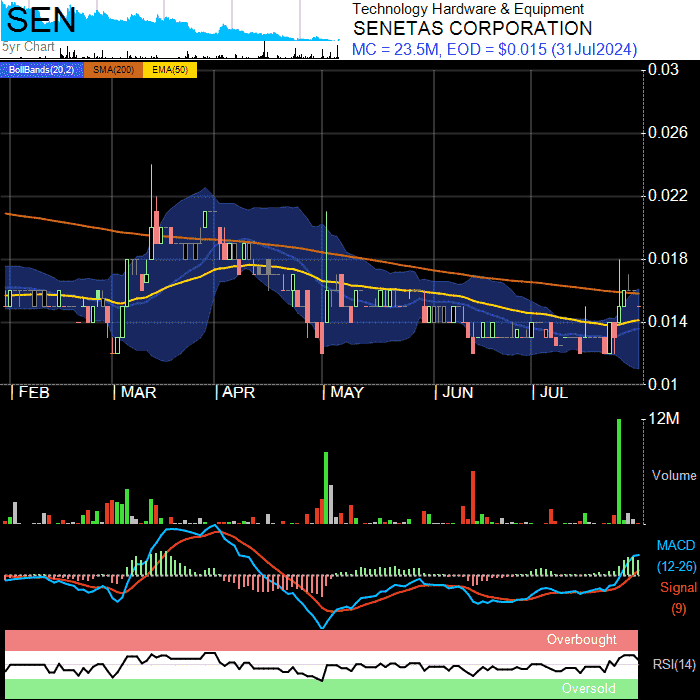 SEN
5yr Chart
Technology Hardware & Equipment
SENETAS CORPORATION
MC = 23.5M, EOD = $0.015 (31Jul2024)
BollBands(20,2) SMA(200) EMA(50)
0.03
0.026
0.022
0.018
0.014
0.01
| FEB | MAR | APR | MAY | JUN | JUL
12M
Volume
MACD
(12-26)
Signal
(9)
Overbought
RSI(14)
Oversold